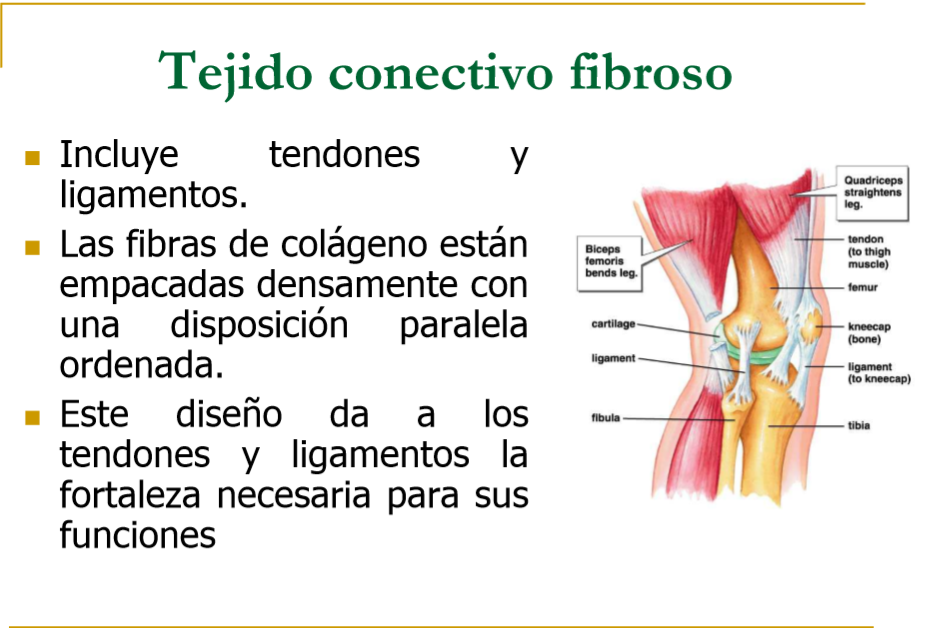 Tejido conectivo fibroso
Incluye tendones y
ligamentos.
Las fibras de colágeno están
empacadas densamente con
una disposición paralela
ordenada.
Este diseño da a los
tendones y ligamentos la
fortaleza necesaria para sus
funciones
Quadriceps
straightens
leg.
Biceps
femoris
bends leg.
tendon
(to thigh
muscle)
femur
cartilage
kneecap
(bone)
ligament
ligament
(to kneecap)
fibula
tibia